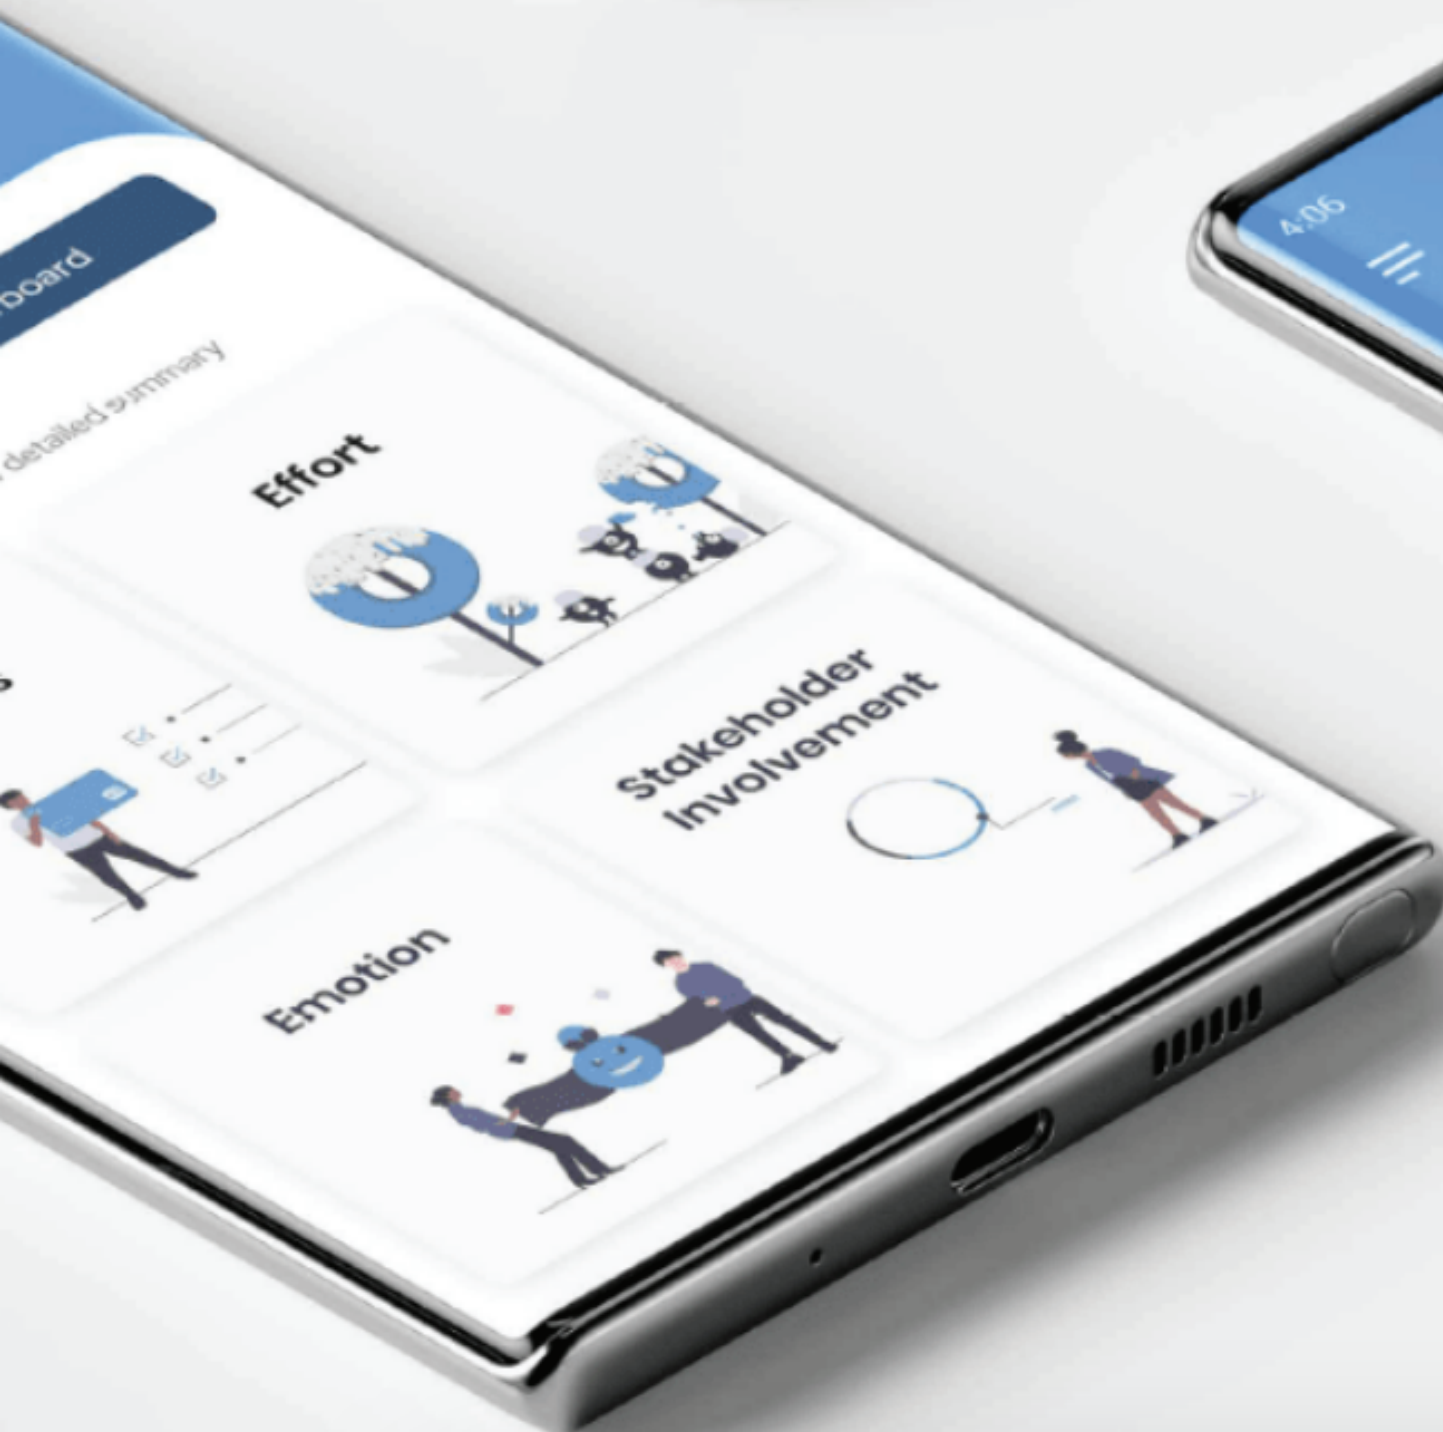 board
detailed summary
Effort
s
Stakeholder
Involvement
Emotion
4:06